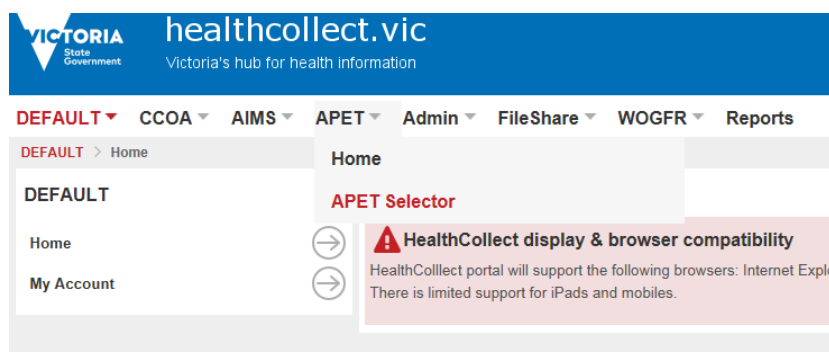 VICTORIA
State
Government
healthcollect.vic
Victoria's hub for health information
DEFAULT CCOA AIMS APET Admin FileShare WOGFR Reports
DEFAULT > Home
Home
APET Selector
DEFAULT
Home
My Account
HealthCollect display & browser compatibility
HealthColllect portal will support the following browsers: Internet
There is limited support for iPads and mobiles.